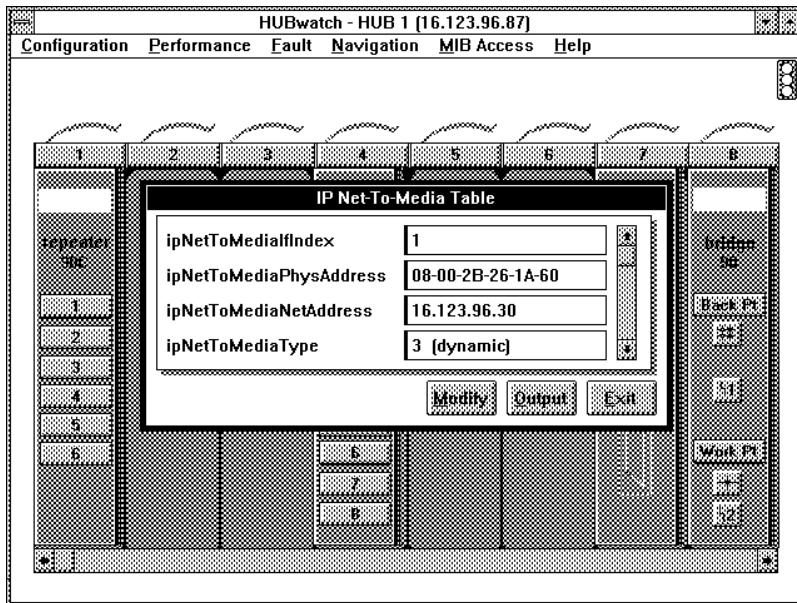 HUBwatch - HUB 1 (16.123.96.87)
Configuration Performance Fault Navigation MIB Access Help
1 2 3 4 5 6 7 8
IP Net-To-Media Table
ipNetToMediaIfIndex 1
ipNetToMediaPhysAddress 08-00-2B-26-1A-60
ipNetToMediaNetAddress 16.123.96.30
ipNetToMediaType 3 (dynamic)
Modify Output Exit
repeater
90C
1
2
3
4
5
6
6
7
8
bridge
90
Back Pt
Work Pt